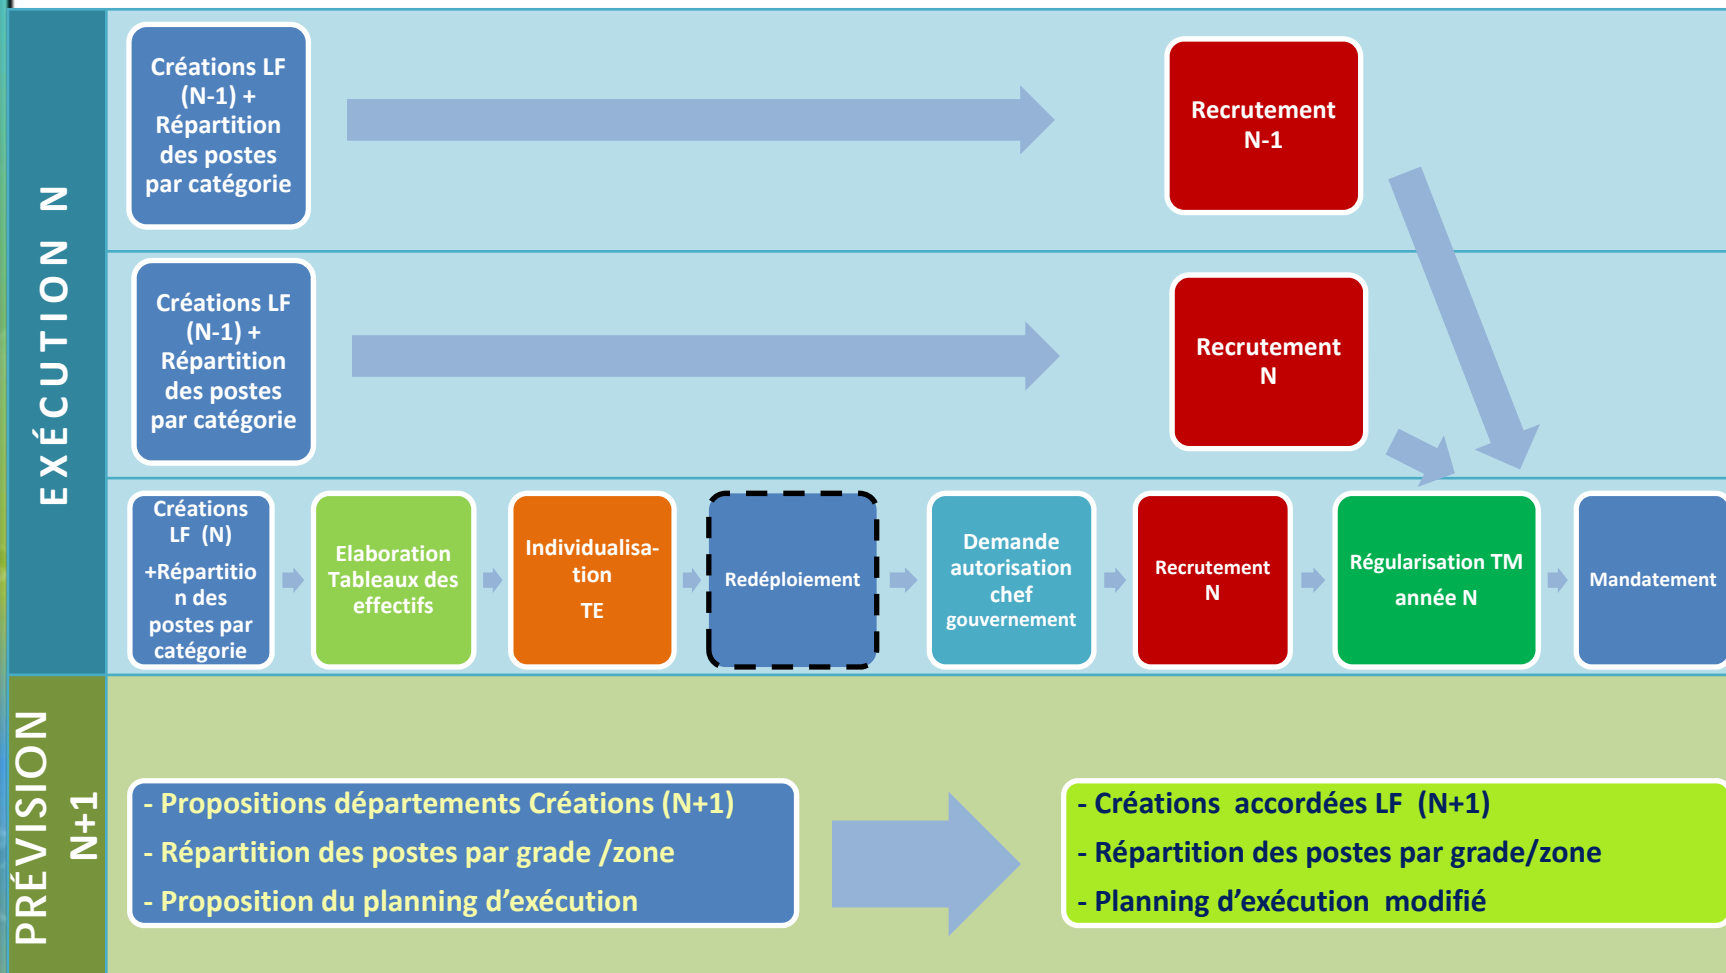 EXÉCUTION N
Créations LF
(N-1) +
Répartition
des postes
par catégorie
Recrutement
N-1
Créations LF
(N-1) +
Répartition
des postes
par catégorie
Recrutement
N
Créations
LF (N)
+Répartitio
n des
postes par
catégorie
Elaboration
Tableaux des
effectifs
Individualisa-
tion
TE
Redéploiement
Demande
autorisation
chef
gouvernement
Recrutement
N
Régularisation TM
année N
Mandatement
PRÉVISION
N+1
- Propositions départements Créations (N+1)
- Répartition des postes par grade /zone
- Proposition du planning d’exécution
- Créations accordées LF (N+1)
- Répartition des postes par grade/zone
- Planning d’exécution modifié